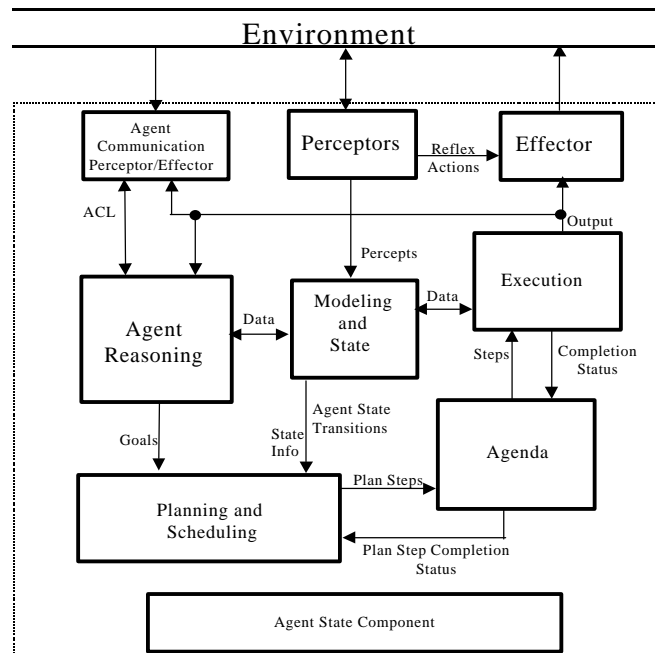 Environment
Agent
Communication
Perceptor/Effector
Perceptors
Reflex
Actions
Effector
ACL
Output
Percepts
Execution
Agent
Reasoning
Data
Modeling
and
State
Data
Steps
Completion
Status
Goals
State
Info
Agent State
Transitions
Agenda
Planning and
Scheduling
Plan Steps
Plan Step Completion
Status
Agent State Component